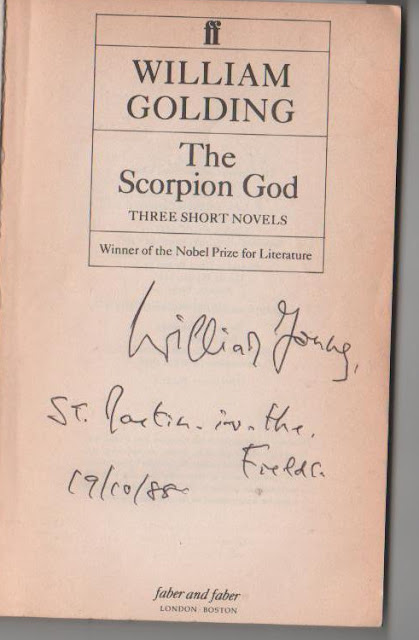 ff
WILLIAM
GOLDING
The
Scorpion God
THREE SHORT NOVELS
Winner of the Nobel Prize for Literature
William Young,
St. Martin-in-the.
Fields.
19/10/88
faber and faber
LONDON BOSTON